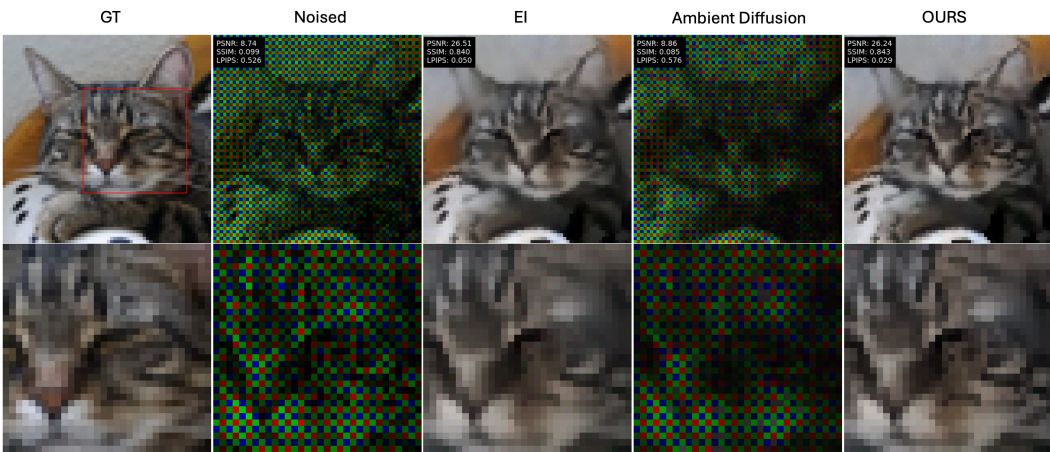 GT
Noised
EI
Ambient Diffusion
OURS
PSNR: 8.74
SSIM: 0.099
LPIPS: 0.526
PSNR: 26.51
SSIM: 0.840
LPIPS: 0.050
PSNR: 8.86
SSIM: 0.085
LPIPS: 0.576
PSNR: 26.24
SSIM: 0.843
LPIPS: 0.029